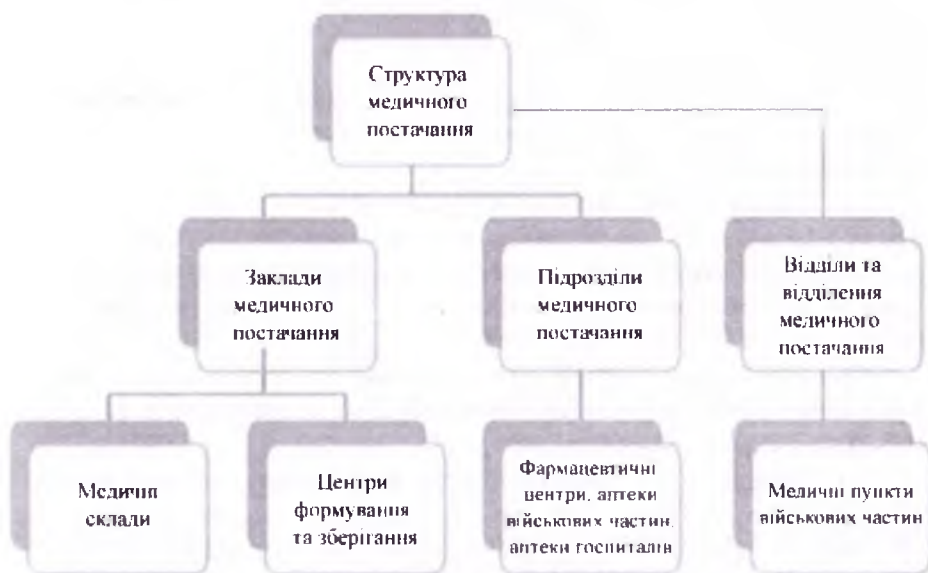 Структура
медичного
постачання
Заклади
медичного
постачання
Підрозділи
медичного
постачання
Відділи та
відділення
медичного
постачання
Медичні
склади
Центри
формування
та зберігання
Фармацевтичні
центри, аптеки
військових частин,
аптеки госпиталів
Медичні пункти
військових частин